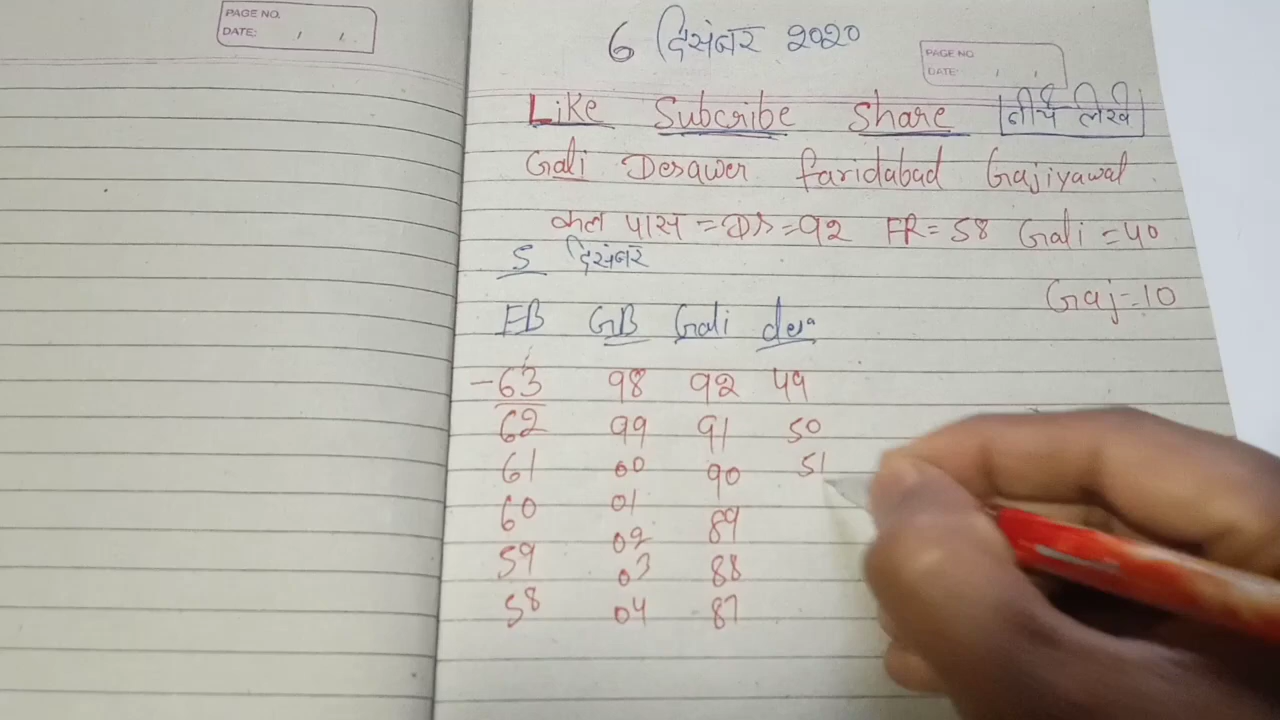 PAGE NO.
DATE: / /
6 दिसंबर 2020
PAGE NO
DATE / /
Like Subcribe Share
Gali Desawer faridabad Gajiyawal
कल पास = DS = 92 FR = 58 Gali = 40
5 दिसंबर
Gaj = 10
FB GB Gali desa
-63 98 92 49
62 99 91 50
61 00 90 51
60 01 89
59 02 88
58 03 87
04